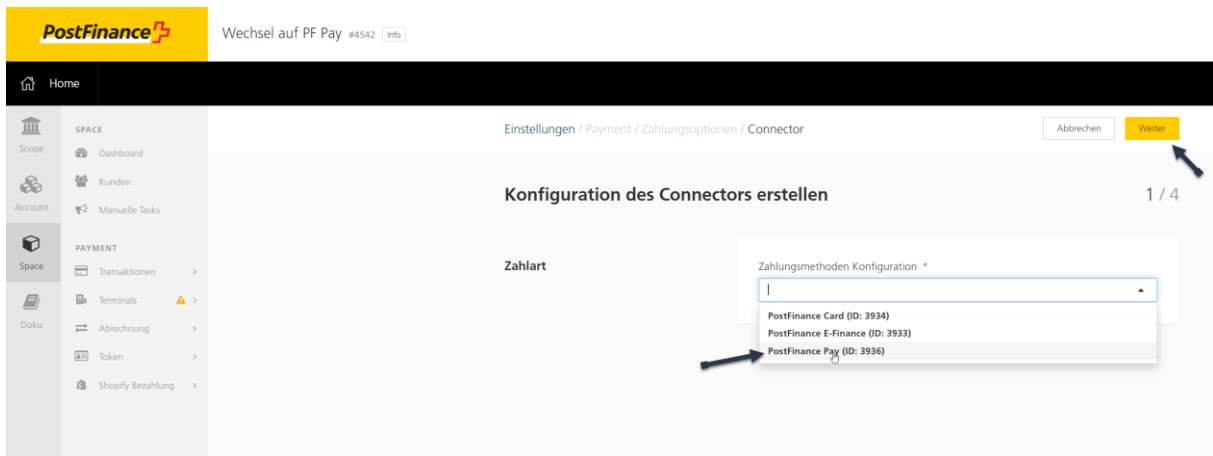 PostFinance
Wechsel auf PF Pay #4542 Info
Home
Scope
Account
Space
Doku
SPACE
Dashboard
Kunden
Manuelle Tasks
PAYMENT
Transaktionen
Terminals
Abrechnung
Token
Shopify Bezahlung
Einstellungen / Payment / Zahlungsoptionen / Connector
Abbrechen
Weiter
Konfiguration des Connectors erstellen
1 / 4
Zahlart
Zahlungsmethoden Konfiguration *
PostFinance Card (ID: 3934)
PostFinance E-Finance (ID: 3933)
PostFinance Pay (ID: 3936)